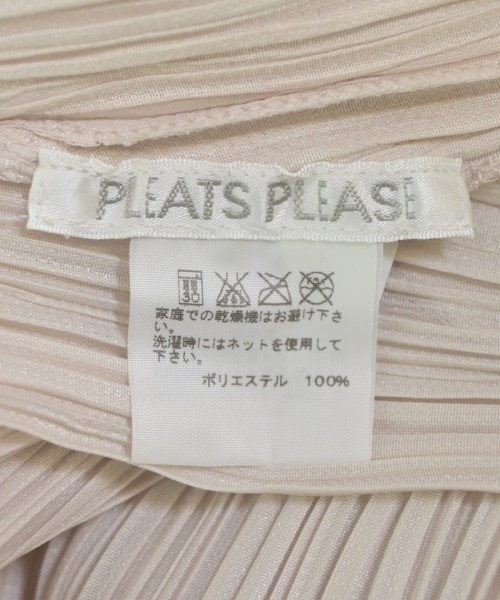 PLEATS PLEASE
家庭での乾燥機はお避け下さ
い。
洗濯時にはネットを使用して
下さい。
ポリエステル 100%